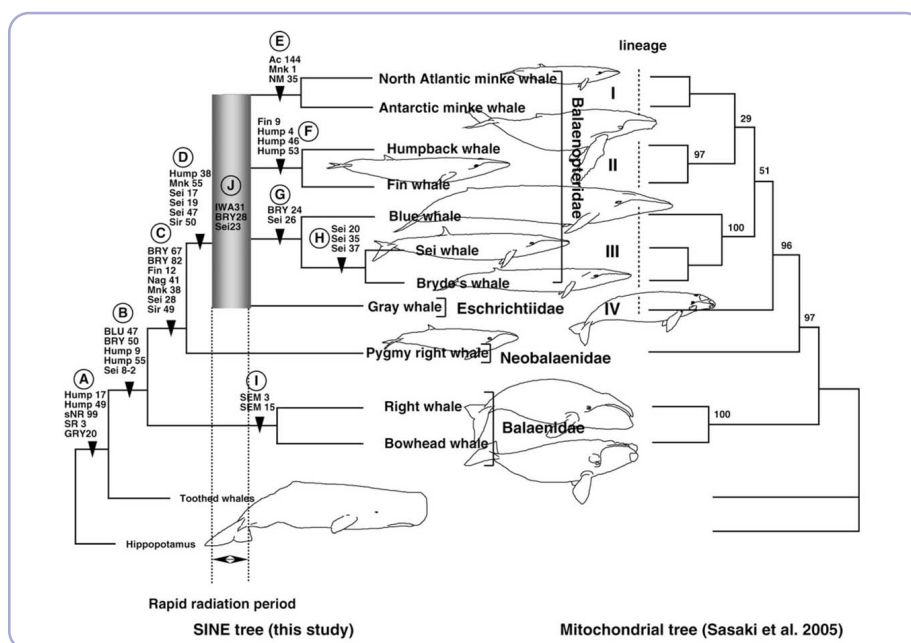 E
Ac 144
Mnk 1
NM 35
lineage
North Atlantic minke whale
Antarctic minke whale
I
Fin 9
Hump 4
Hump 46
Hump 53
F
Humpback whale
Fin whale
II
Balaenopteridae
29
97
51
D
Hump 38
Mnk 55
Sei 17
Sei 19
Sei 47
Sir 50
J
IWA31
BRY28
Sei23
G
BRY 24
Sei 26
Blue whale
H
Sei 20
Sei 35
Sei 37
Sei whale
Bryde's whale
III
100
96
C
BRY 67
BRY 82
Fin 12
Nag 41
Mnk 38
Sei 28
Sir 49
Gray whale
Eschrichtiidae
IV
97
B
BLU 47
BRY 50
Hump 9
Hump 55
Sei 8-2
Pygmy right whale
Neobalaenidae
A
Hump 17
Hump 49
sNR 99
SR 3
GRY20
I
SEM 3
SEM 15
Right whale
Bowhead whale
Balaenidae
100
Toothed whales
Hippopotamus
Rapid radiation period
SINE tree (this study)
Mitochondrial tree (Sasaki et al. 2005)